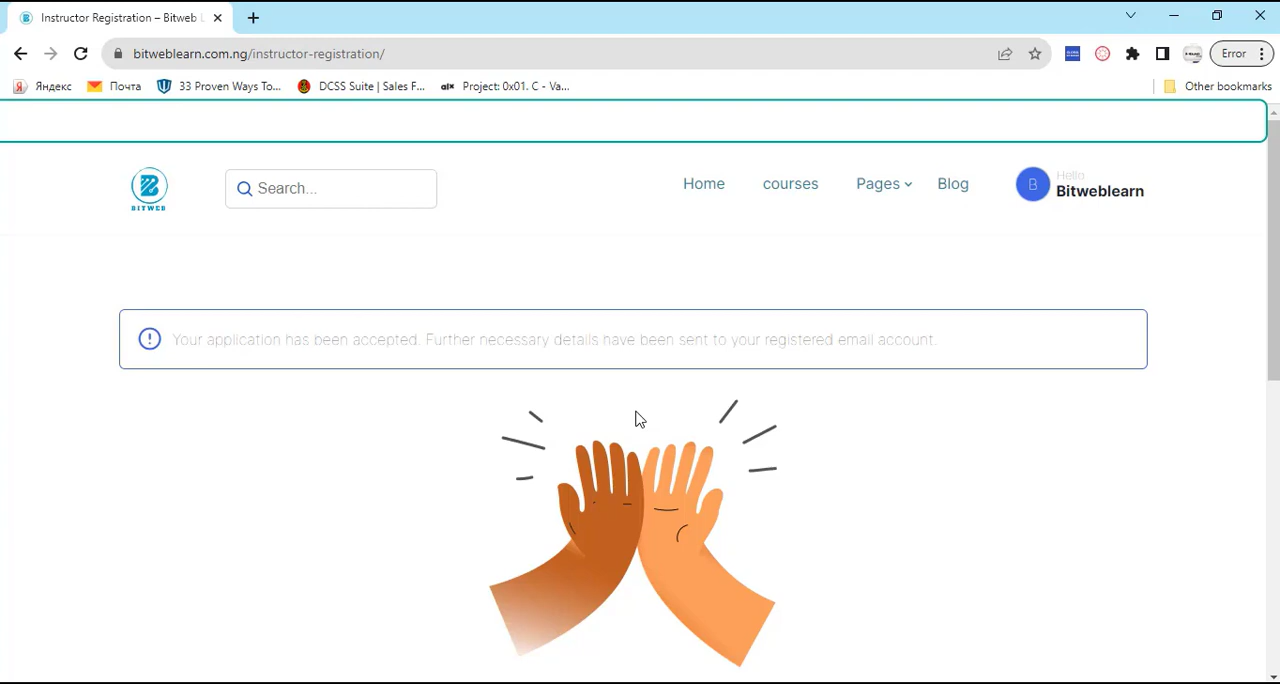 Instructor Registration – Bitweb L
bitweblearn.com.ng/instructor-registration/
Error
Яндекс
Почта
33 Proven Ways To...
DCSS Suite | Sales F...
Project: 0x01. C - Va...
Other bookmarks
BITWEB
Search...
Home
courses
Pages
Blog
B
Hello
Bitweblearn
Your application has been accepted. Further necessary details have been sent to your registered email account.